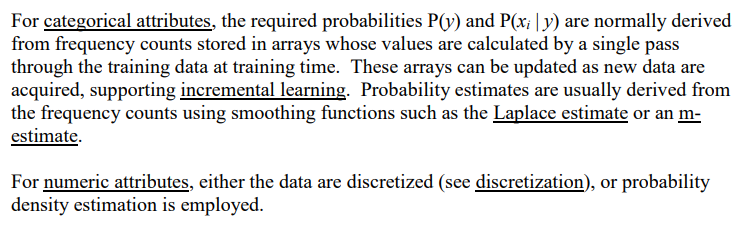 For categorical attributes, the required probabilities P(y) and P(xᵢ | y) are normally derived
from frequency counts stored in arrays whose values are calculated by a single pass
through the training data at training time.  These arrays can be updated as new data are
acquired, supporting incremental learning.  Probability estimates are usually derived from
the frequency counts using smoothing functions such as the Laplace estimate or an m-
estimate.
For numeric attributes, either the data are discretized (see discretization), or probability
density estimation is employed.